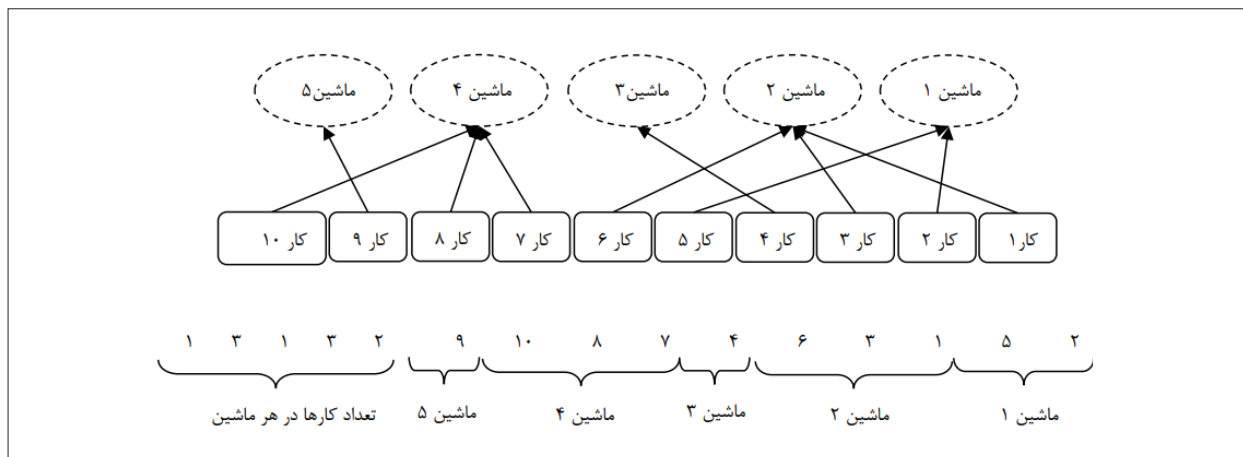 ماشین ۱ ماشین ۲ ماشین۳ ماشین ۴ ماشین۵
کار۱ کار ۲ کار ۳ کار ۴ کار ۵ کار ۶ کار ۷ کار ۸ کار ۹ کار ۱۰
۲ ۵ ۱ ۳ ۶ ۴ ۷ ۸ ۱۰ ۹ ۲ ۳ ۱ ۳ ۱
ماشین ۱ ماشین ۲ ماشین ۳ ماشین ۴ ماشین ۵ تعداد کارها در هر ماشین